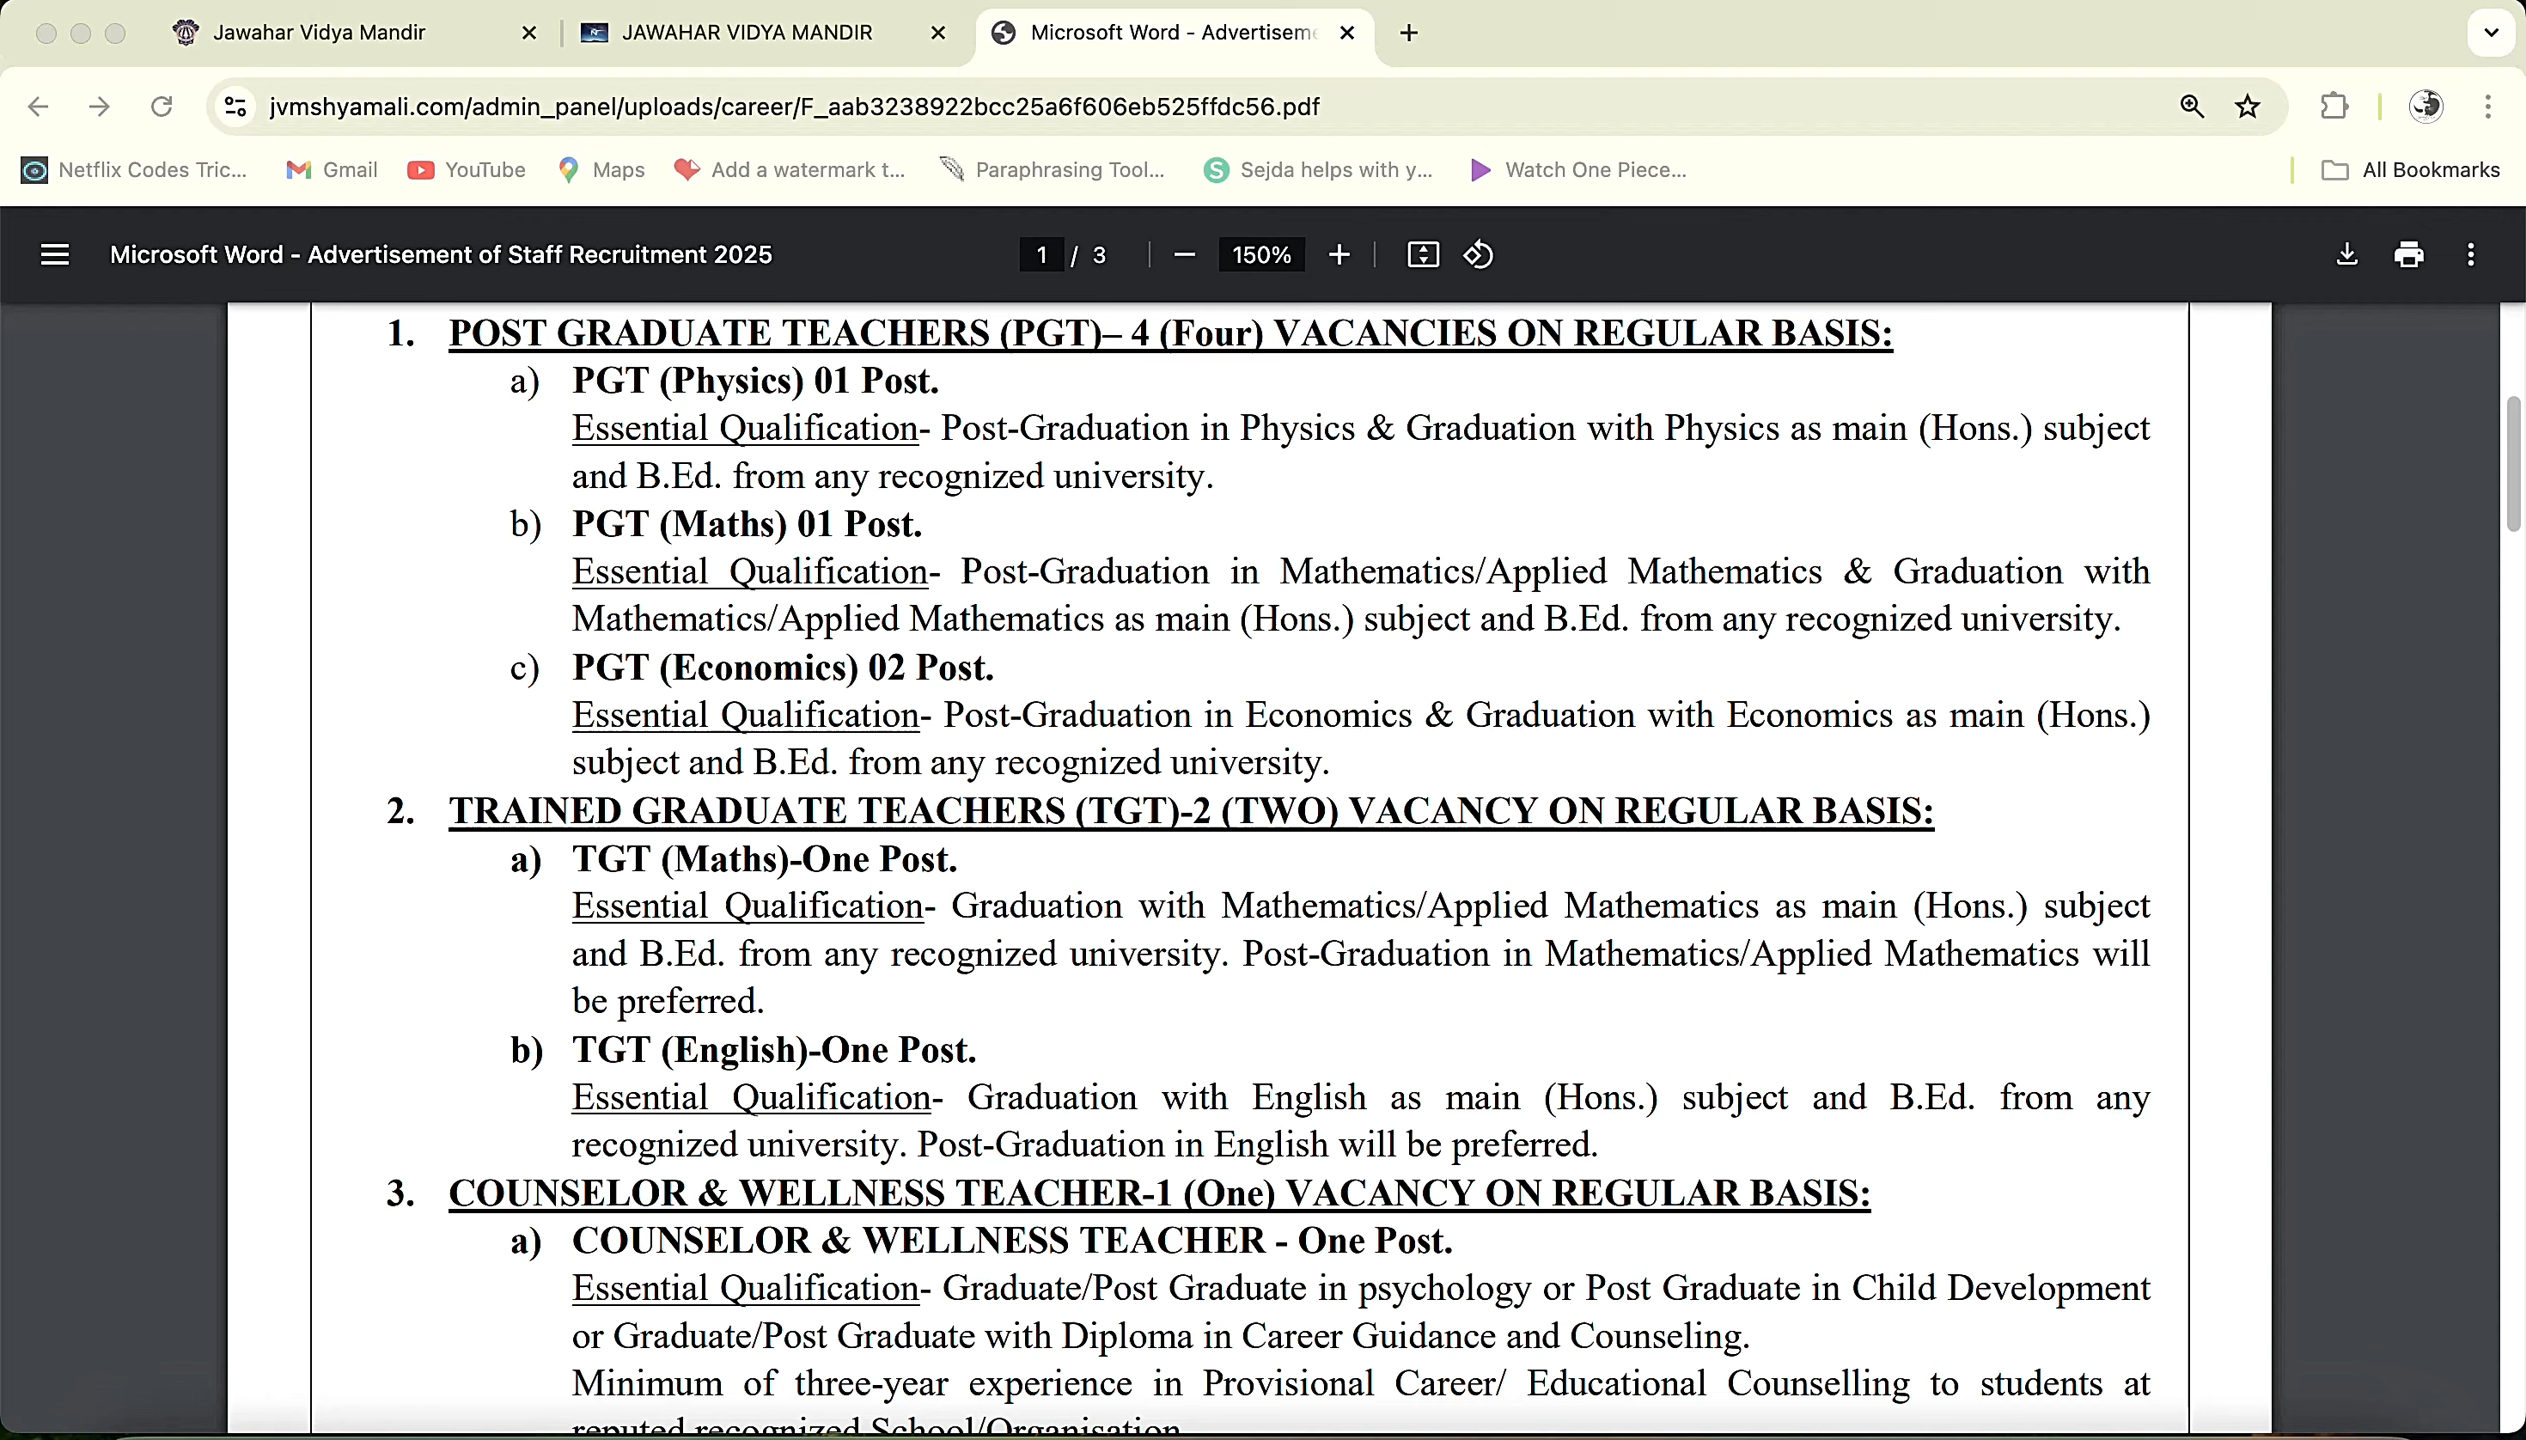 Jawahar Vidya Mandir
JAWAHAR VIDYA MANDIR
Microsoft Word - Advertiseme
jvmshyamali.com/admin_panel/uploads/career/F_aab3238922bcc25a6f606eb525ffdc56.pdf
Netflix Codes Tric... Gmail YouTube Maps Add a watermark t... Paraphrasing Tool... Sejda helps with y... Watch One Piece... All Bookmarks
Microsoft Word - Advertisement of Staff Recruitment 2025 1 / 3 150%
1. POST GRADUATE TEACHERS (PGT)– 4 (Four) VACANCIES ON REGULAR BASIS:
a) PGT (Physics) 01 Post.
Essential Qualification- Post-Graduation in Physics & Graduation with Physics as main (Hons.) subject
and B.Ed. from any recognized university.
b) PGT (Maths) 01 Post.
Essential Qualification- Post-Graduation in Mathematics/Applied Mathematics & Graduation with
Mathematics/Applied Mathematics as main (Hons.) subject and B.Ed. from any recognized university.
c) PGT (Economics) 02 Post.
Essential Qualification- Post-Graduation in Economics & Graduation with Economics as main (Hons.)
subject and B.Ed. from any recognized university.
2. TRAINED GRADUATE TEACHERS (TGT)-2 (TWO) VACANCY ON REGULAR BASIS:
a) TGT (Maths)-One Post.
Essential Qualification- Graduation with Mathematics/Applied Mathematics as main (Hons.) subject
and B.Ed. from any recognized university. Post-Graduation in Mathematics/Applied Mathematics will
be preferred.
b) TGT (English)-One Post.
Essential Qualification- Graduation with English as main (Hons.) subject and B.Ed. from any
recognized university. Post-Graduation in English will be preferred.
3. COUNSELOR & WELLNESS TEACHER-1 (One) VACANCY ON REGULAR BASIS:
a) COUNSELOR & WELLNESS TEACHER - One Post.
Essential Qualification- Graduate/Post Graduate in psychology or Post Graduate in Child Development
or Graduate/Post Graduate with Diploma in Career Guidance and Counseling.
Minimum of three-year experience in Provisional Career/ Educational Counselling to students at
reputed recognized School/Organisation